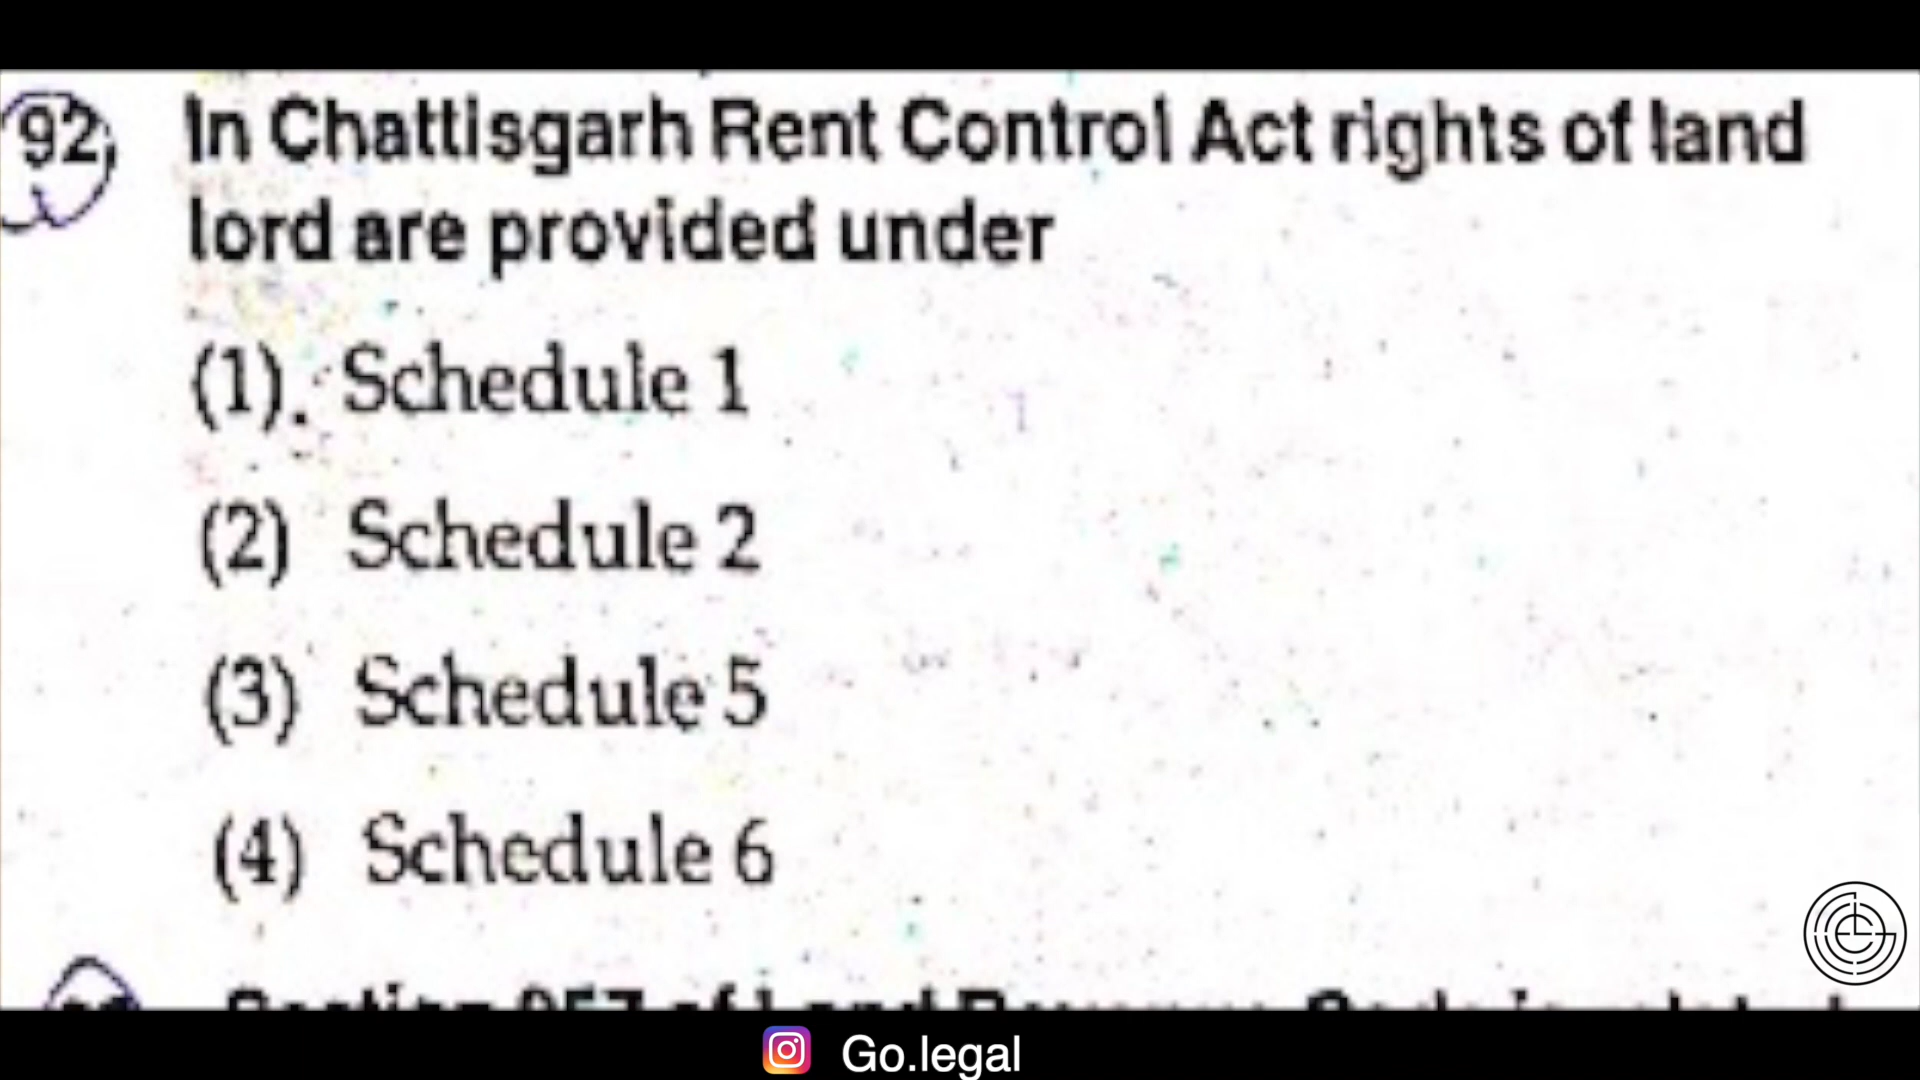 92. In Chattisgarh Rent Control Act rights of land
lord are provided under
(1). Schedule 1
(2) Schedule 2
(3) Schedule 5
(4) Schedule 6
Go.legal